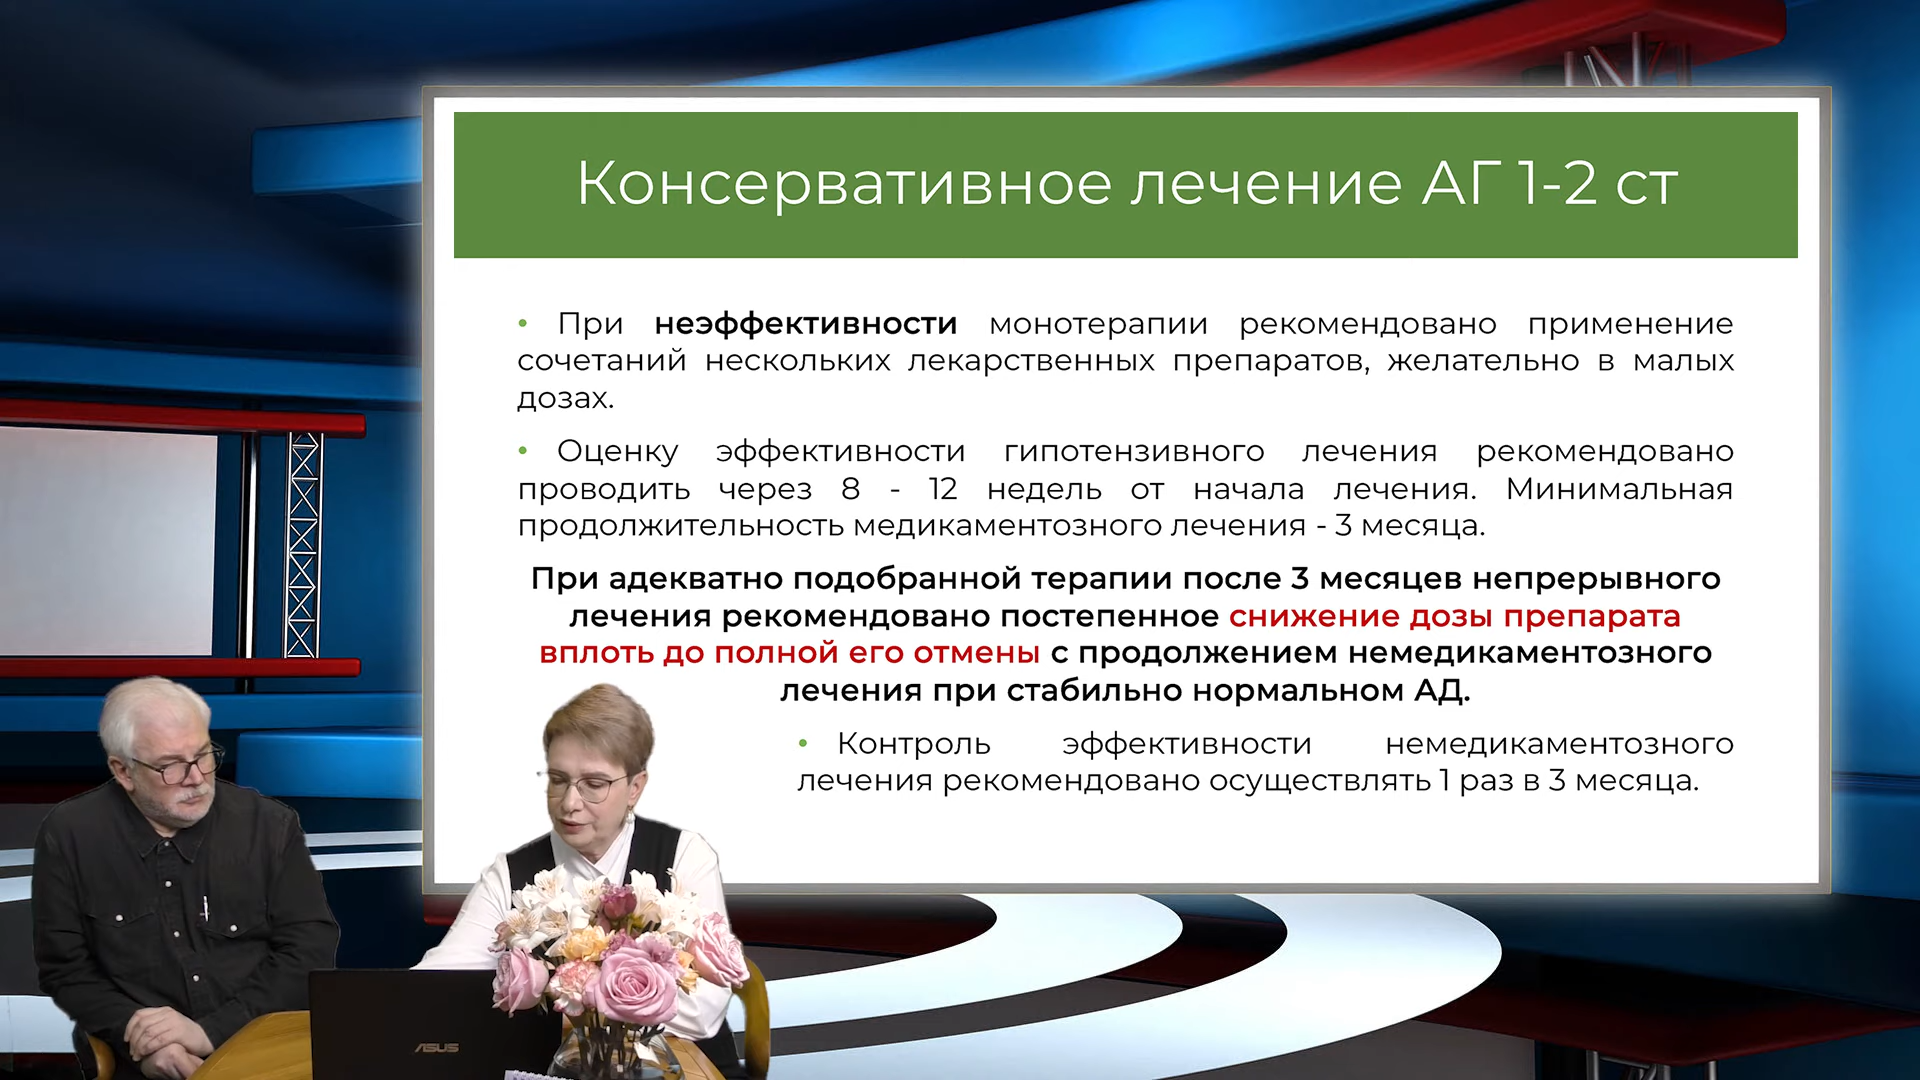 Консервативное лечение АГ 1-2 ст
• При неэффективности монотерапии рекомендовано применение
сочетаний нескольких лекарственных препаратов, желательно в малых
дозах.
• Оценку эффективности гипотензивного лечения рекомендовано
проводить через 8 - 12 недель от начала лечения. Минимальная
продолжительность медикаментозного лечения - 3 месяца.
При адекватно подобранной терапии после 3 месяцев непрерывного
лечения рекомендовано постепенное снижение дозы препарата
вплоть до полной его отмены с продолжением немедикаментозного
лечения при стабильно нормальном АД.
• Контроль эффективности немедикаментозного
лечения рекомендовано осуществлять 1 раз в 3 месяца.
ASUS